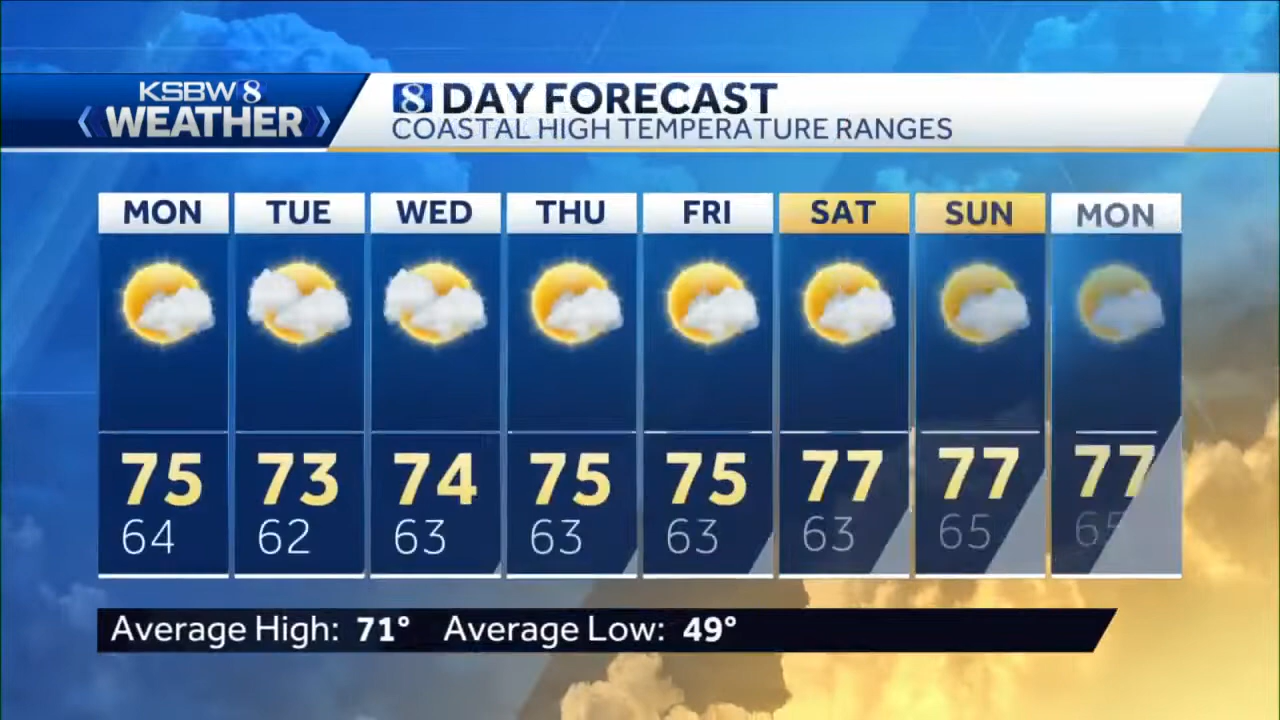 KSBW 8
WEATHER
8 DAY FORECAST
COASTAL HIGH TEMPERATURE RANGES
MON TUE WED THU FRI SAT SUN MON
75 73 74 75 75 77 77 77
64 62 63 63 63 63 65 65
Average High: 71° Average Low: 49°